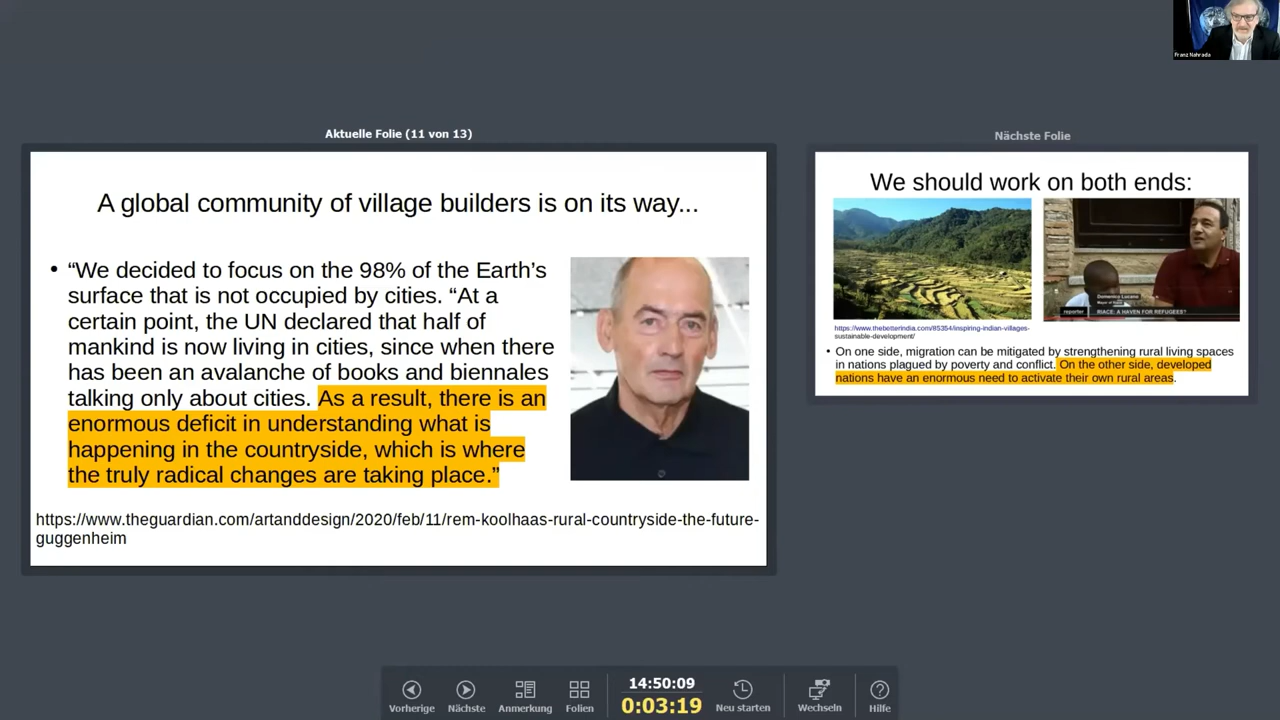 Franz Nahrada
Aktuelle Folie (11 von 13)
A global community of village builders is on its way...
• “We decided to focus on the 98% of the Earth’s
surface that is not occupied by cities. “At a
certain point, the UN declared that half of
mankind is now living in cities, since when there
has been an avalanche of books and biennales
talking only about cities. As a result, there is an
enormous deficit in understanding what is
happening in the countryside, which is where
the truly radical changes are taking place.”
https://www.theguardian.com/artanddesign/2020/feb/11/rem-koolhaas-rural-countryside-the-future-
guggenheim
Nächste Folie
We should work on both ends:
Domenico Lucano
Mayor of Riace
reporter
RIACE: A HAVEN FOR REFUGEES?
https://www.thebetterindia.com/85354/inspiring-indian-villages-
sustainable-development/
• On one side, migration can be mitigated by strengthening rural living spaces
in nations plagued by poverty and conflict. On the other side, developed
nations have an enormous need to activate their own rural areas.
Vorherige
Nächste
Anmerkung
Folien
14:50:09
0:03:19
Neu starten
Wechseln
Hilfe